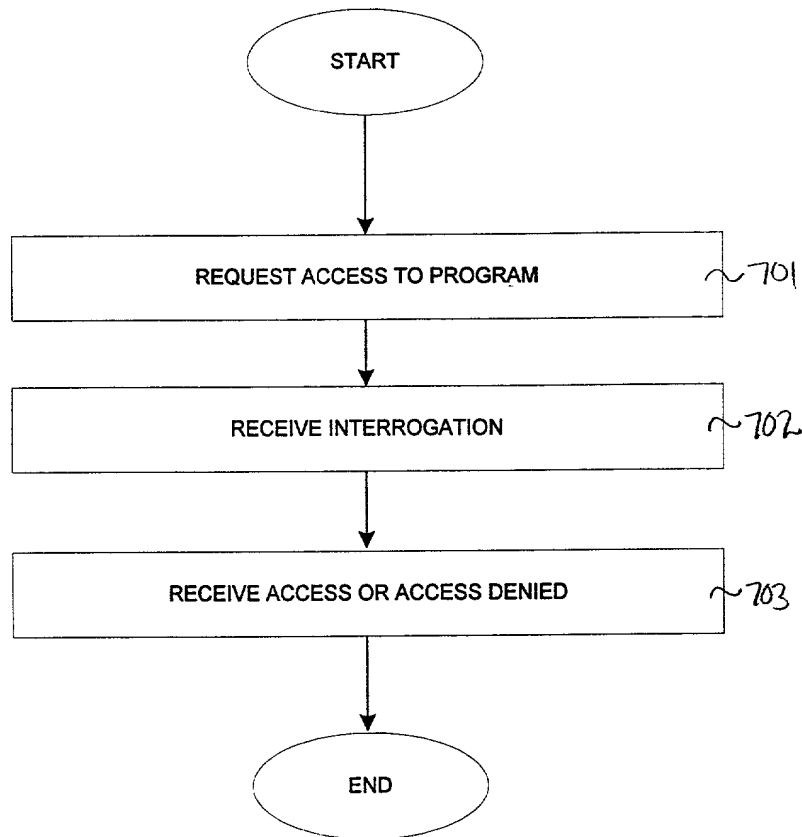 START
REQUEST ACCESS TO PROGRAM
701
RECEIVE INTERROGATION
702
RECEIVE ACCESS OR ACCESS DENIED
703
END